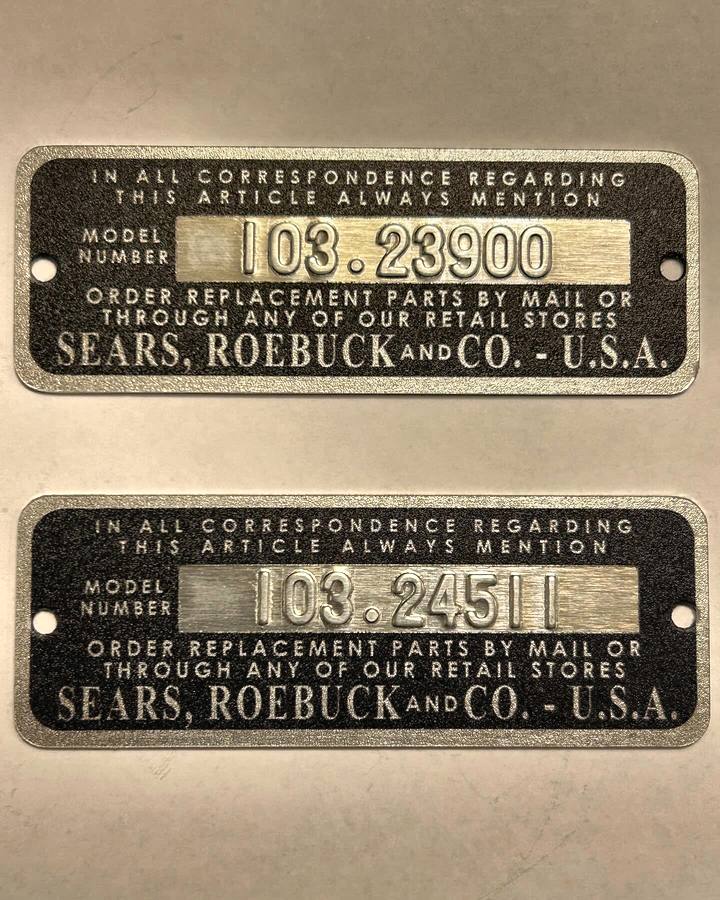 IN ALL CORRESPONDENCE REGARDING
THIS ARTICLE ALWAYS MENTION
MODEL
NUMBER
103.23900
ORDER REPLACEMENT PARTS BY MAIL OR
THROUGH ANY OF OUR RETAIL STORES
SEARS, ROEBUCK AND CO. - U.S.A.
IN ALL CORRESPONDENCE REGARDING
THIS ARTICLE ALWAYS MENTION
MODEL
NUMBER
103.24511
ORDER REPLACEMENT PARTS BY MAIL OR
THROUGH ANY OF OUR RETAIL STORES
SEARS, ROEBUCK AND CO. - U.S.A.